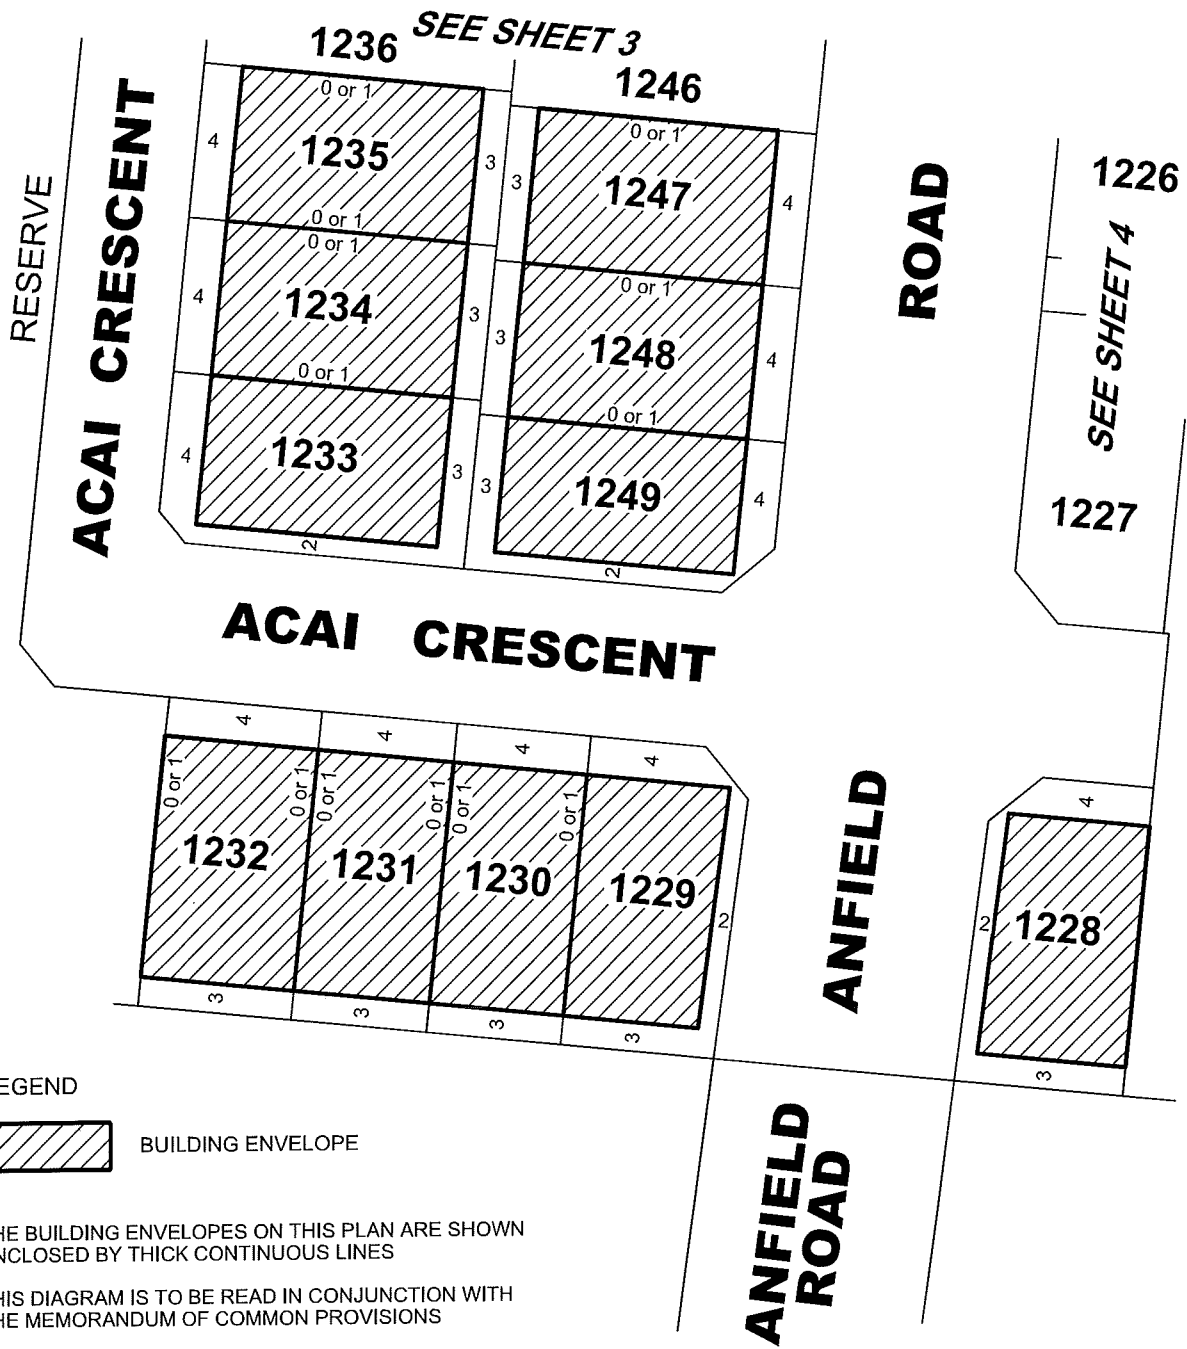 SEE SHEET 3
1236
1246
0 or 1
1235
4
3
0 or 1
0 or 1
1247
3
4
0 or 1
1234
4
3
0 or 1
0 or 1
1248
3
4
0 or 1
1233
4
3
2
1249
3
4
2
RESERVE
ACAI CRESCENT
ROAD
1226
SEE SHEET 4
1227
ACAI CRESCENT
4
4
4
4
0 or 1
0 or 1
0 or 1
0 or 1
0 or 1
0 or 1
1232
1231
1230
1229
2
3
3
3
3
ANFIELD
4
2
1228
3
ANFIELD
ROAD
EGEND
BUILDING ENVELOPE
HE BUILDING ENVELOPES ON THIS PLAN ARE SHOWN
NCLOSED BY THICK CONTINUOUS LINES
HIS DIAGRAM IS TO BE READ IN CONJUNCTION WITH
HE MEMORANDUM OF COMMON PROVISIONS